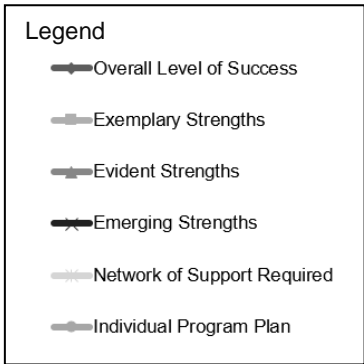 Legend
Overall Level of Success
Exemplary Strengths
Evident Strengths
Emerging Strengths
Network of Support Required
Individual Program Plan